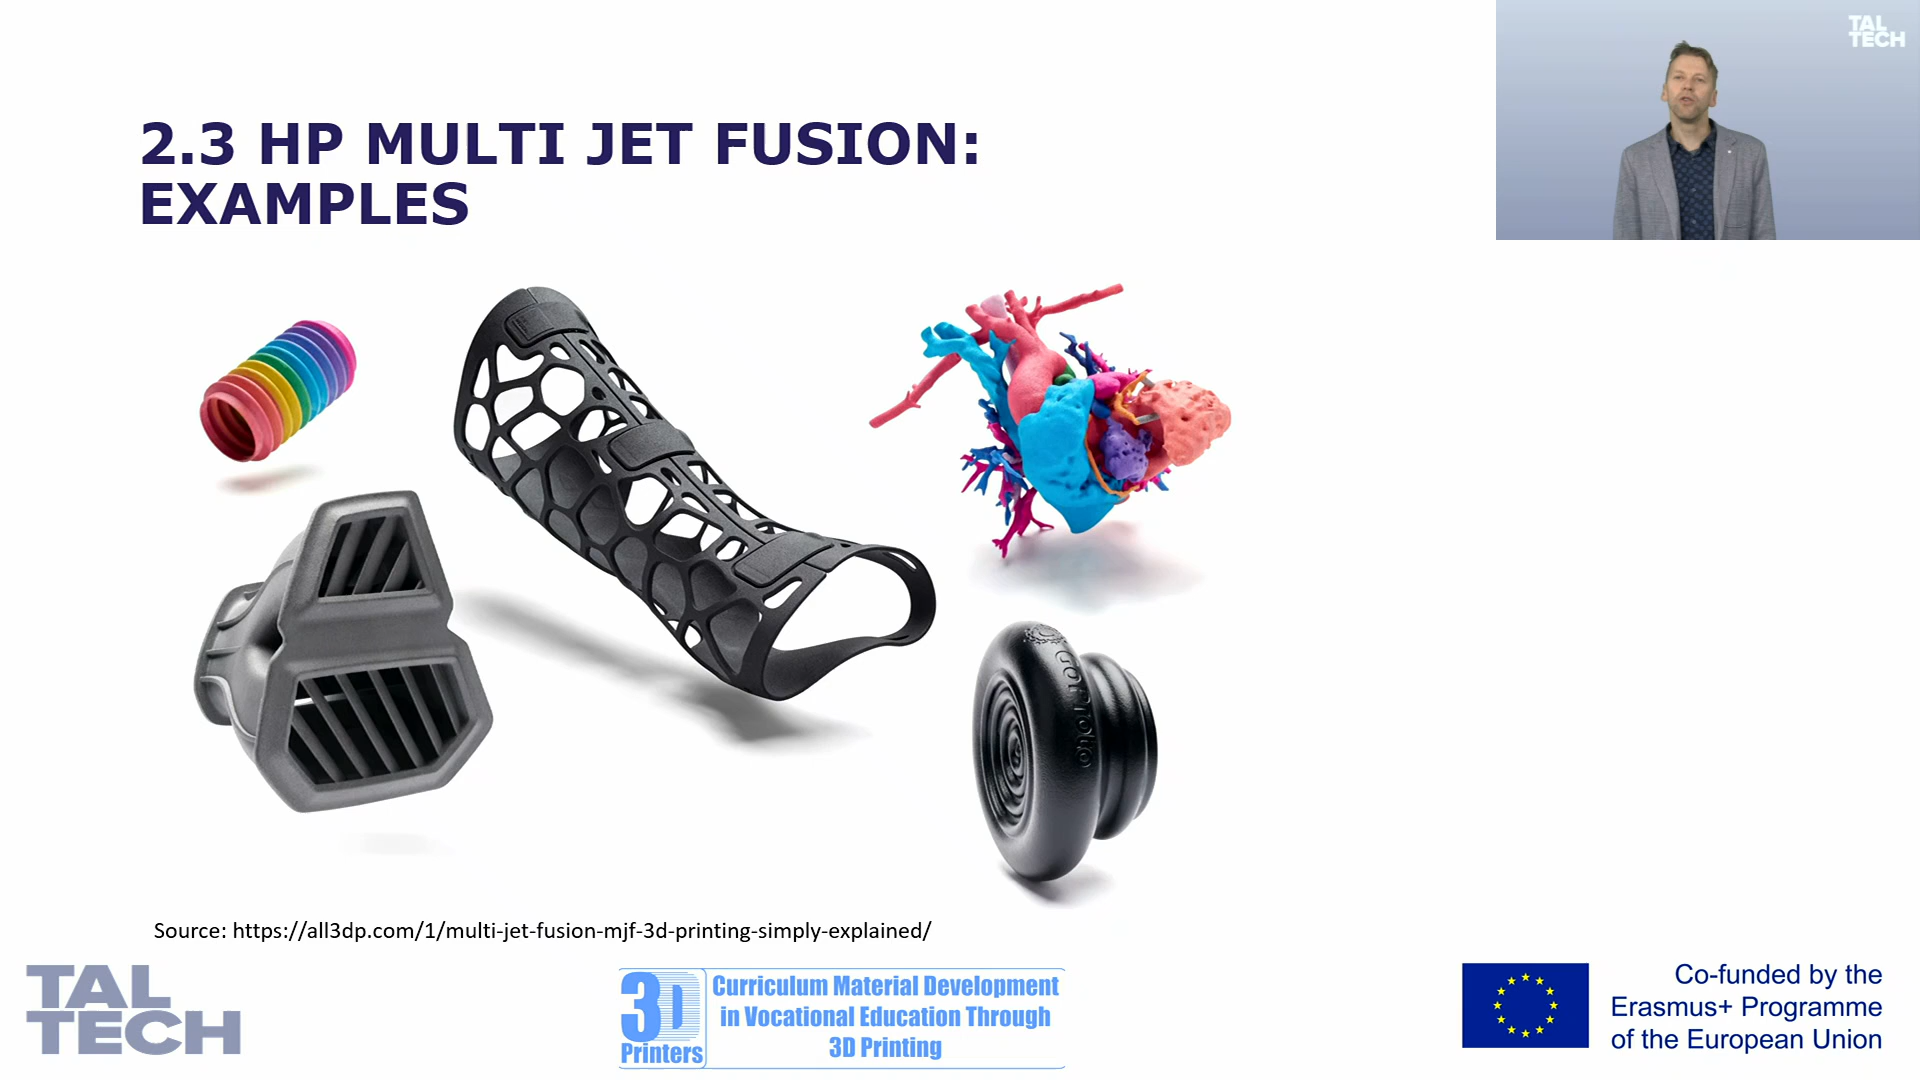 TAL
TECH
2.3 HP MULTI JET FUSION:
EXAMPLES
Source: https://all3dp.com/1/multi-jet-fusion-mjf-3d-printing-simply-explained/
TAL
TECH
3D
Printers
Curriculum Material Development
in Vocational Education Through
3D Printing
Co-funded by the
Erasmus+ Programme
of the European Union